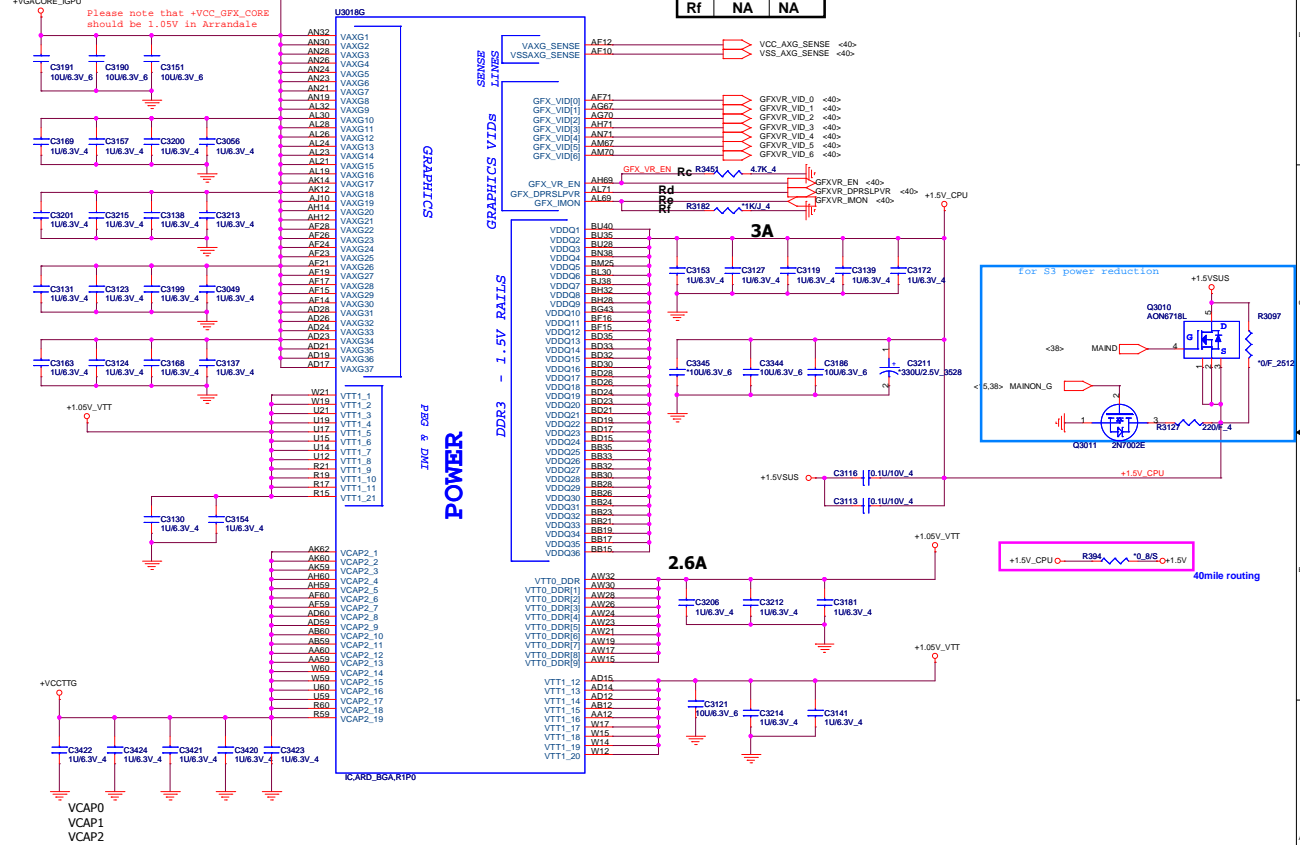 +VGACORE_IGPU
Please note that +VCC_GFX_CORE
should be 1.05V in Arrandale
Rf NA NA
U3018G
C3191
10U/6.3V_6
C3190
10U/6.3V_6
C3151
10U/6.3V_6
C3169
1U/6.3V_4
C3157
1U/6.3V_4
C3200
1U/6.3V_4
C3056
1U/6.3V_4
C3201
1U/6.3V_4
C3215
1U/6.3V_4
C3138
1U/6.3V_4
C3213
1U/6.3V_4
C3131
1U/6.3V_4
C3123
1U/6.3V_4
C3199
1U/6.3V_4
C3049
1U/6.3V_4
C3163
1U/6.3V_4
C3124
1U/6.3V_4
C3168
1U/6.3V_4
C3137
1U/6.3V_4
AN32 VAXG1
AN30 VAXG2
AN28 VAXG3
AN26 VAXG4
AN24 VAXG5
AN23 VAXG6
AN21 VAXG7
AN19 VAXG8
AL32 VAXG9
AL30 VAXG10
AL28 VAXG11
AL26 VAXG12
AL24 VAXG13
AL23 VAXG14
AL21 VAXG15
AL19 VAXG16
AK14 VAXG17
AK12 VAXG18
AJ10 VAXG19
AH14 VAXG20
AH12 VAXG21
AF28 VAXG22
AF26 VAXG23
AF24 VAXG24
AF23 VAXG25
AF21 VAXG26
AF19 VAXG27
AF17 VAXG28
AF15 VAXG29
AF14 VAXG30
AD28 VAXG31
AD26 VAXG32
AD24 VAXG33
AD23 VAXG34
AD21 VAXG35
AD19 VAXG36
AD17 VAXG37
GRAPHICS
+1.05V_VTT
W21 VTT1_1
W19 VTT1_2
U21 VTT1_3
U19 VTT1_4
U17 VTT1_5
U15 VTT1_6
U14 VTT1_7
U12 VTT1_8
R21 VTT1_9
R19 VTT1_10
R17 VTT1_11
R15 VTT1_21
PEG & DMI
POWER
C3130
1U/6.3V_4
C3154
1U/6.3V_4
AK62 VCAP2_1
AK60 VCAP2_2
AK59 VCAP2_3
AH60 VCAP2_4
AH59 VCAP2_5
AF60 VCAP2_6
AF59 VCAP2_7
AD60 VCAP2_8
AD59 VCAP2_9
AB60 VCAP2_10
AB59 VCAP2_11
AA60 VCAP2_12
AA59 VCAP2_13
W60 VCAP2_14
W59 VCAP2_15
U60 VCAP2_16
U59 VCAP2_17
R60 VCAP2_18
R59 VCAP2_19
+VCCTTG
C3422
1U/6.3V_4
C3424
1U/6.3V_4
C3421
1U/6.3V_4
C3420
1U/6.3V_4
C3423
1U/6.3V_4
VCAP0
VCAP1
VCAP2
IC,ARD_BGA,R1P0
SENSE
LINES
VAXG_SENSE AF12 VCC_AXG_SENSE <40>
VSSAXG_SENSE AF10 VSS_AXG_SENSE <40>
GRAPHICS VIDs
GFX_VID[0] AF71 GFXVR_VID_0 <40>
GFX_VID[1] AG67 GFXVR_VID_1 <40>
GFX_VID[2] AG70 GFXVR_VID_2 <40>
GFX_VID[3] AH71 GFXVR_VID_3 <40>
GFX_VID[4] AN71 GFXVR_VID_4 <40>
GFX_VID[5] AM67 GFXVR_VID_5 <40>
GFX_VID[6] AM70 GFXVR_VID_6 <40>
GFX_VR_EN Rc R3451 4.7K_4
GFX_VR_EN AH69 GFXVR_EN <40>
GFX_DPRSLPVR AL71 Rd GFXVR_DPRSLPVR <40>
GFX_IMON AL69 Re GFXVR_IMON <40>
Rf R3182 *1K/J_4
+1.5V_CPU
3A
DDR3 - 1.5V RAILS
VDDQ1 BU40
VDDQ2 BU35
VDDQ3 BU28
VDDQ4 BN38
VDDQ5 BM25
VDDQ6 BL30
VDDQ7 BJ38
VDDQ8 BH32
VDDQ9 BH28
VDDQ10 BG43
VDDQ11 BF16
VDDQ12 BF15
VDDQ13 BD35
VDDQ14 BD33
VDDQ15 BD32
VDDQ16 BD30
VDDQ17 BD28
VDDQ18 BD26
VDDQ19 BD24
VDDQ20 BD23
VDDQ21 BD21
VDDQ22 BD19
VDDQ23 BD17
VDDQ24 BD15
VDDQ25 BB35
VDDQ26 BB33
VDDQ27 BB32
VDDQ28 BB30
VDDQ29 BB28
VDDQ30 BB26
VDDQ31 BB24
VDDQ32 BB23
VDDQ33 BB21
VDDQ34 BB19
VDDQ35 BB17
VDDQ36 BB15
C3153
1U/6.3V_4
C3127
1U/6.3V_4
C3119
1U/6.3V_4
C3139
1U/6.3V_4
C3172
1U/6.3V_4
C3345
*10U/6.3V_6
C3344
10U/6.3V_6
C3186
10U/6.3V_6
1
+
C3211
*330U/2.5V_3528
2
+1.5VSUS
C3116 0.1U/10V_4
C3113 0.1U/10V_4
+1.5V_CPU
for S3 power reduction
+1.5VSUS
Q3010
AON6718L
5
D
G
S
4
1
2
3
R3097
*0/F_2512
<38> MAIND
MAINON_G
2
1
3
Q3011
2N7002E
R3127
220/F_4
+1.05V_VTT
2.6A
VTT0_DDR AW32
VTT0_DDR[1] AW30
VTT0_DDR[2] AW28
VTT0_DDR[3] AW26
VTT0_DDR[4] AW24
VTT0_DDR[5] AW23
VTT0_DDR[6] AW21
VTT0_DDR[7] AW19
VTT0_DDR[8] AW17
VTT0_DDR[9] AW15
C3206
1U/6.3V_4
C3212
1U/6.3V_4
C3181
1U/6.3V_4
+1.5V_CPU R394 *0_8/S +1.5V
40mile routing
+1.05V_VTT
VTT1_12 AD15
VTT1_13 AD14
VTT1_14 AD12
VTT1_15 AB12
VTT1_16 AA12
VTT1_17 W17
VTT1_18 W15
VTT1_19 W14
VTT1_20 W12
C3121
10U/6.3V_6
C3214
1U/6.3V_4
C3141
1U/6.3V_4